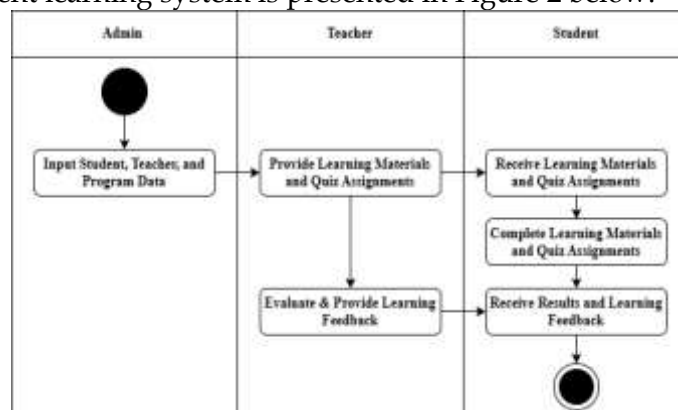 ent learning system is presented in Figure 2 below.
Admin
Teacher
Student
Input Student, Teacher, and
Program Data
Provide Learning Materials
and Quiz Assignments
Receive Learning Materials
and Quiz Assignments
Complete Learning Materials
and Quiz Assignments
Evaluate & Provide Learning
Feedback
Receive Results and Learning
Feedback